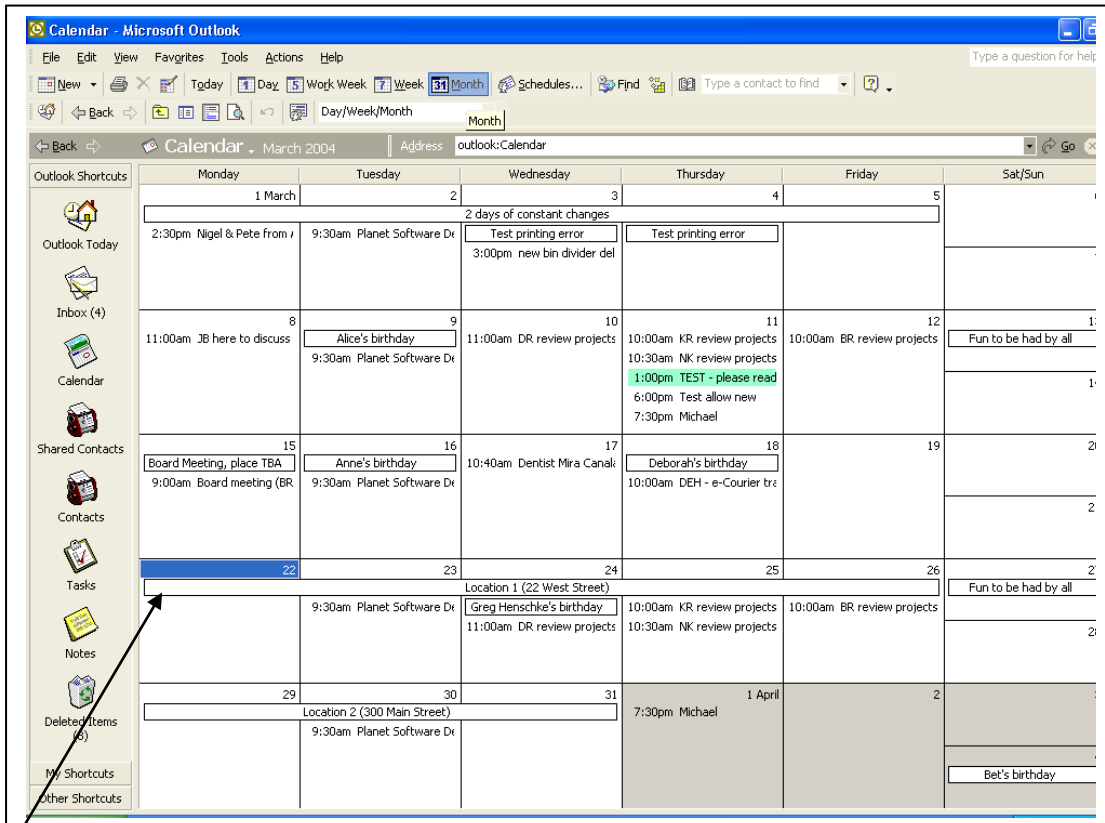 Calendar - Microsoft Outlook
File Edit View Favorites Tools Actions Help Type a question for help
New Today 1 Day 5 Work Week 7 Week 31 Month Schedules... Find Type a contact to find
Back Day/Week/Month
Month
Back Calendar . March 2004 Address outlook:Calendar Go
Outlook Shortcuts Monday Tuesday Wednesday Thursday Friday Sat/Sun
1 March 2 3 4 5
2 days of constant changes
2:30pm Nigel & Pete from 9:30am Planet Software De Test printing error Test printing error
3:00pm new bin divider del
Outlook Today
Inbox (4)
8 9 10 11 12
11:00am JB here to discuss Alice's birthday 11:00am DR review projects 10:00am KR review projects 10:00am BR review projects Fun to be had by all
9:30am Planet Software De 10:30am NK review projects
1:00pm TEST - please read
Calendar
6:00pm Test allow new
7:30pm Michael
Shared Contacts
15 16 17 18 19
Board Meeting, place TBA Anne's birthday 10:40am Dentist Mira Canala Deborah's birthday
9:00am Board meeting (BR 9:30am Planet Software De 10:00am DEH - e-Courier tra
Contacts
22 23 24 25 26
Tasks
Location 1 (22 West Street) Fun to be had by all
9:30am Planet Software De Greg Henschke's birthday 10:00am KR review projects 10:00am BR review projects
11:00am DR review projects 10:30am NK review projects
Notes
29 30 31 1 April 2
Location 2 (300 Main Street) 7:30pm Michael
Deleted Items
9:30am Planet Software De
My Shortcuts
Bet's birthday
Other Shortcuts